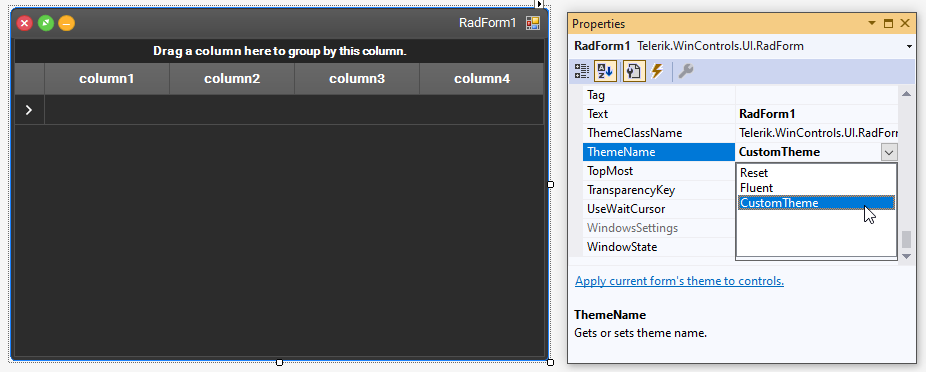 RadForm1
Drag a column here to group by this column.
column1 column2 column3 column4
Properties
RadForm1 Telerik.WinControls.UI.RadForm
Tag
Text RadForm1
ThemeClassName Telerik.WinControls.UI.RadForr
ThemeName CustomTheme
TopMost
TransparencyKey
UseWaitCursor
WindowsSettings
WindowState
Reset
Fluent
CustomTheme
Apply current form's theme to controls.
ThemeName
Gets or sets theme name.